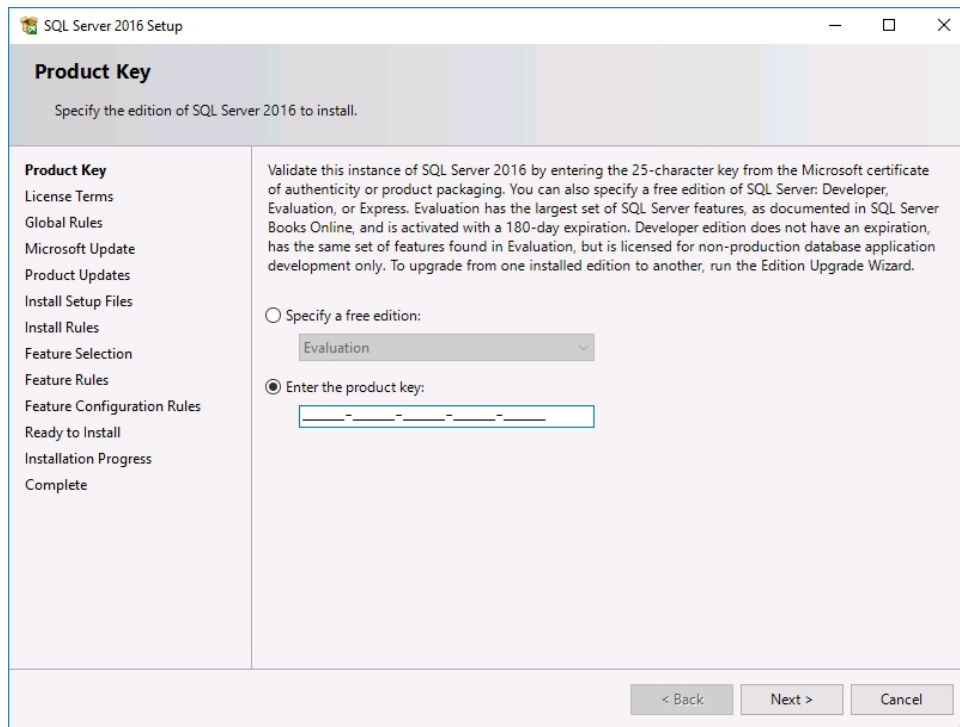 SQL Server 2016 Setup
Product Key
Specify the edition of SQL Server 2016 to install.
Product Key
License Terms
Global Rules
Microsoft Update
Product Updates
Install Setup Files
Install Rules
Feature Selection
Feature Rules
Feature Configuration Rules
Ready to Install
Installation Progress
Complete
Validate this instance of SQL Server 2016 by entering the 25-character key from the Microsoft certificate
of authenticity or product packaging. You can also specify a free edition of SQL Server: Developer,
Evaluation, or Express. Evaluation has the largest set of SQL Server features, as documented in SQL Server
Books Online, and is activated with a 180-day expiration. Developer edition does not have an expiration,
has the same set of features found in Evaluation, but is licensed for non-production database application
development only. To upgrade from one installed edition to another, run the Edition Upgrade Wizard.
Specify a free edition:
Evaluation
Enter the product key:
_____-_____-_____-_____-_____
< Back
Next >
Cancel